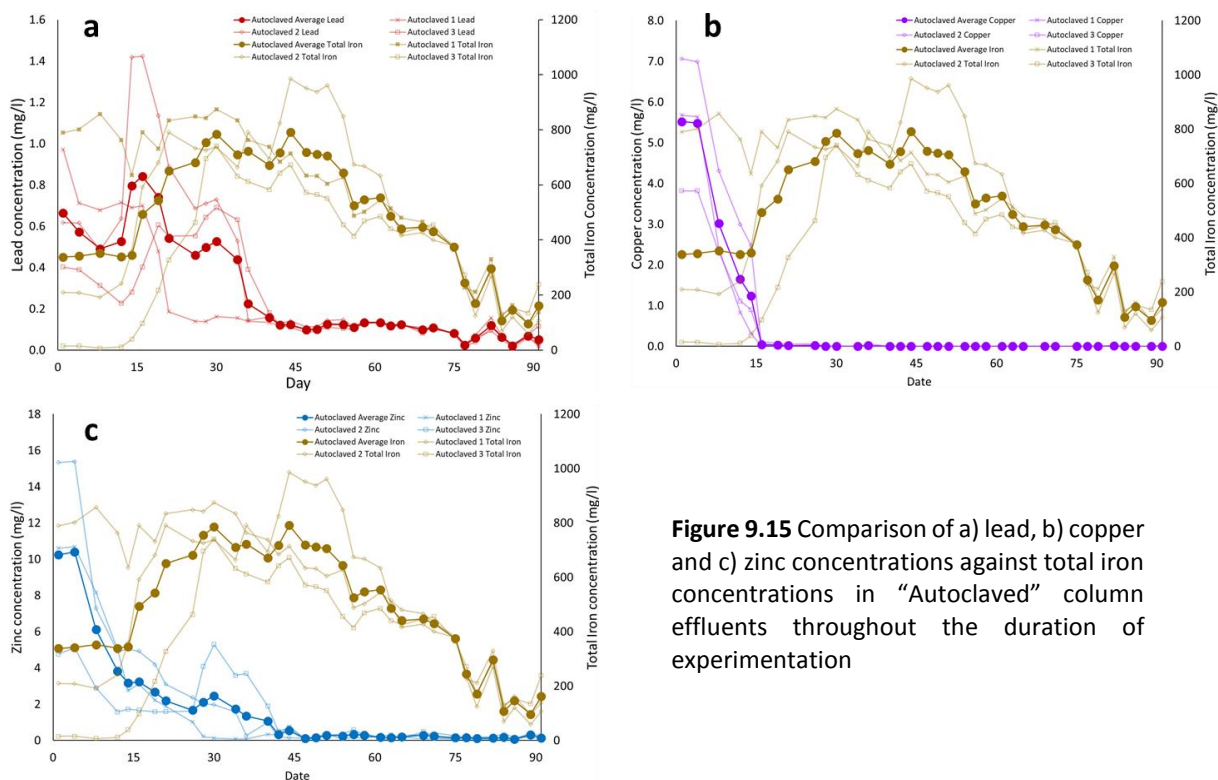 a
Autoclaved Average Lead
Autoclaved 1 Lead
Autoclaved 2 Lead
Autoclaved 3 Lead
Autoclaved Average Total Iron
Autoclaved 1 Total Iron
Autoclaved 2 Total Iron
Autoclaved 3 Total Iron
Lead concentration (mg/l)
1.6
1.4
1.2
1.0
0.8
0.6
0.4
0.2
0.0
0 15 30 45 60 75 90
Day
1200
1000
800
600
400
200
0
Total Iron Concentration (mg/l)
b
Autoclaved Average Copper
Autoclaved 1 Copper
Autoclaved 2 Copper
Autoclaved 3 Copper
Autoclaved Average Iron
Autoclaved 1 Total Iron
Autoclaved 2 Total Iron
Autoclaved 3 Total Iron
Copper concentration (mg/l)
8.0
7.0
6.0
5.0
4.0
3.0
2.0
1.0
0.0
0 15 30 45 60 75 90
Date
1200
1000
800
600
400
200
0
Total Iron concentration (mg/l)
c
Autoclaved Average Zinc
Autoclaved 1 Zinc
Autoclaved 2 Zinc
Autoclaved 3 Zinc
Autoclaved Average Iron
Autoclaved 1 Total Iron
Autoclaved 2 Total Iron
Autoclaved 3 Total Iron
Zinc concentration (mg/l)
18
16
14
12
10
8
6
4
2
0
0 15 30 45 60 75 90
Date
1200
1000
800
600
400
200
0
Total Iron concentration (mg/l)
Figure 9.15 Comparison of a) lead, b) copper
and c) zinc concentrations against total iron
concentrations in “Autoclaved” column
effluents throughout the duration of
experimentation